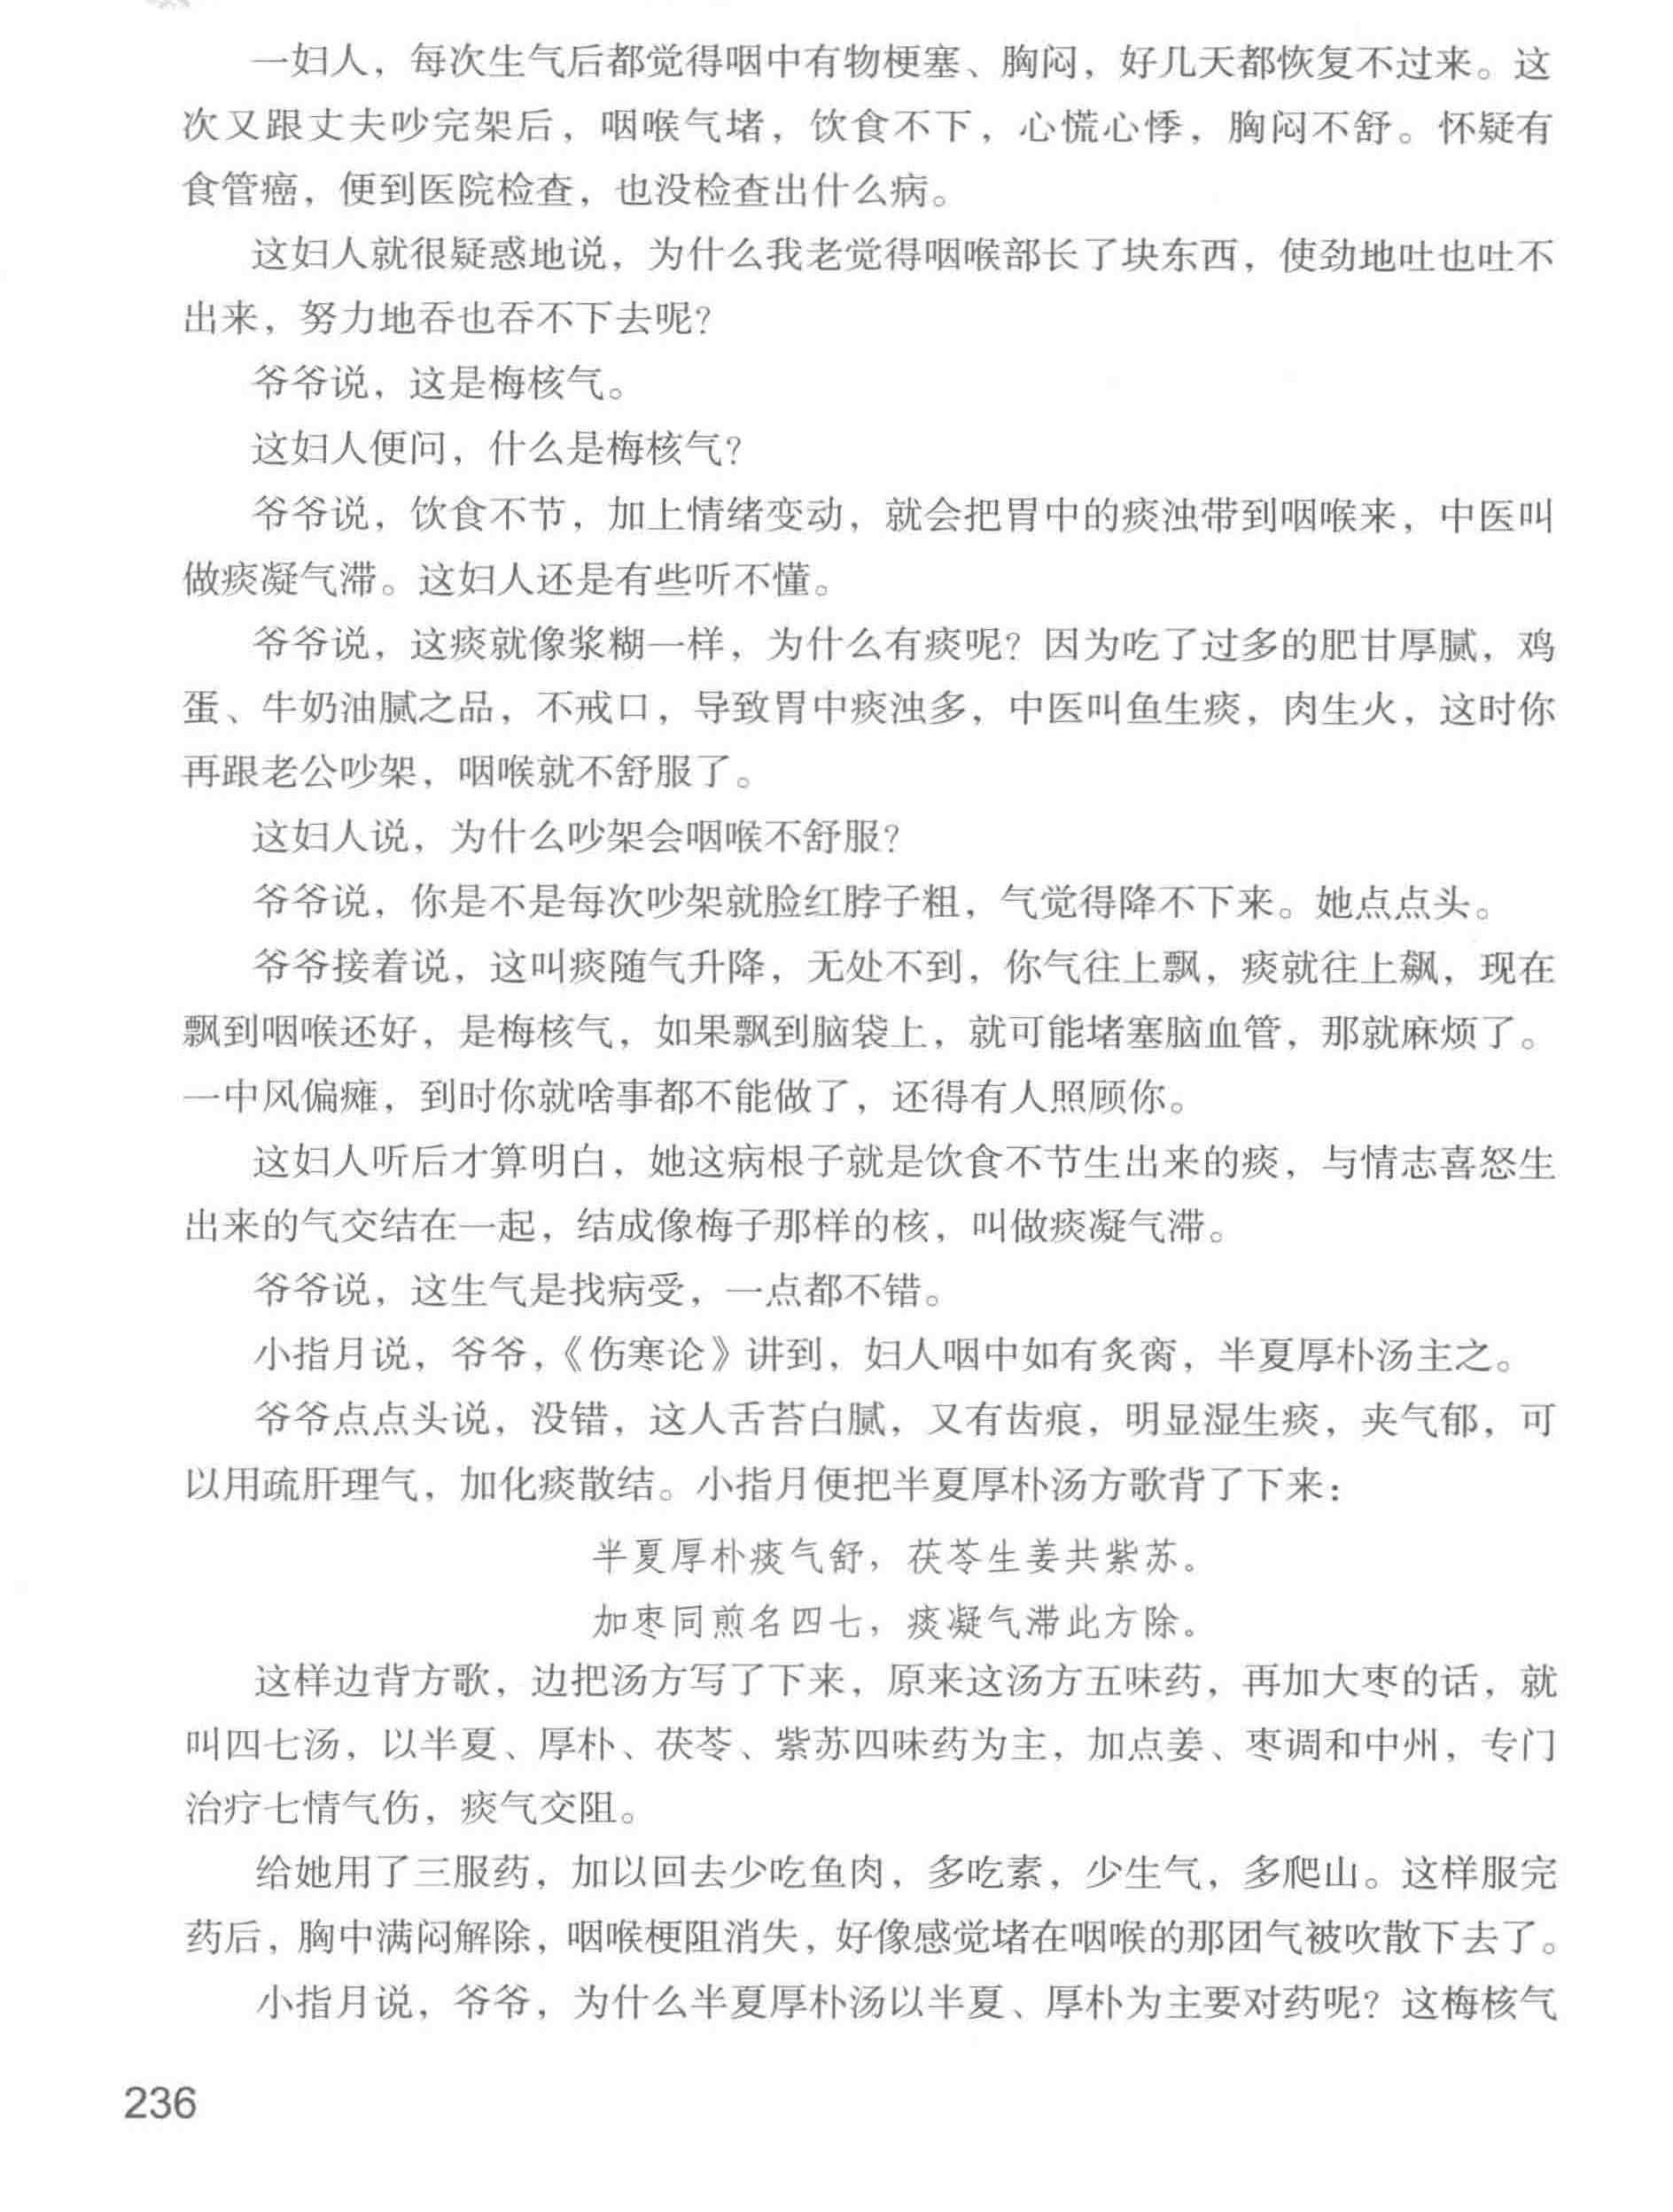 一妇人，每次生气后都觉得咽中有物梗塞、胸闷，好几天都恢复不过来。这
次又跟丈夫吵完架后，咽喉气堵，饮食不下，心慌心悸，胸闷不舒。怀疑有
食管癌，便到医院检查，也没检查出什么病。
这妇人就很疑惑地说，为什么我老觉得咽喉部长了块东西，使劲地吐也吐不
出来，努力地吞也吞不下去呢？
爷爷说，这是梅核气。
这妇人便问，什么是梅核气？
爷爷说，饮食不节，加上情绪变动，就会把胃中的痰浊带到咽喉来，中医叫
做痰凝气滞。这妇人还是有些听不懂。
爷爷说，这痰就像浆糊一样，为什么有痰呢？因为吃了过多的肥甘厚腻，鸡
蛋、牛奶油腻之品，不戒口，导致胃中痰浊多，中医叫鱼生痰，肉生火，这时你
再跟老公吵架，咽喉就不舒服了。
这妇人说，为什么吵架会咽喉不舒服？
爷爷说，你是不是每次吵架就脸红脖子粗，气觉得降不下来。她点点头。
爷爷接着说，这叫痰随气升降，无处不到，你气往上飘，痰就往上飙，现在
飘到咽喉还好，是梅核气，如果飘到脑袋上，就可能堵塞脑血管，那就麻烦了。
一中风偏瘫，到时你就啥事都不能做了，还得有人照顾你。
这妇人听后才算明白，她这病根子就是饮食不节生出来的痰，与情志喜怒生
出来的气交结在一起，结成像梅子那样的核，叫做痰凝气滞。
爷爷说，这生气是找病受，一点都不错。
小指月说，爷爷，《伤寒论》讲到，妇人咽中如有炙脔，半夏厚朴汤主之。
爷爷点点头说，没错，这人舌苔白腻，又有齿痕，明显湿生痰，夹气郁，可
以用疏肝理气，加化痰散结。小指月便把半夏厚朴汤方歌背了下来：
半夏厚朴痰气舒，茯苓生姜共紫苏。
加枣同煎名四七，痰凝气滞此方除。
这样边背方歌，边把汤方写了下来，原来这汤方五味药，再加大枣的话，就
叫四七汤，以半夏、厚朴、茯苓、紫苏四味药为主，加点姜、枣调和中州，专门
治疗七情气伤，痰气交阻。
给她用了三服药，加以回去少吃鱼肉，多吃素，少生气，多爬山。这样服完
药后，胸中满闷解除，咽喉梗阻消失，好像感觉堵在咽喉的那团气被吹散下去了。
小指月说，爷爷，为什么半夏厚朴汤以半夏、厚朴为主要对药呢？这梅核气
236